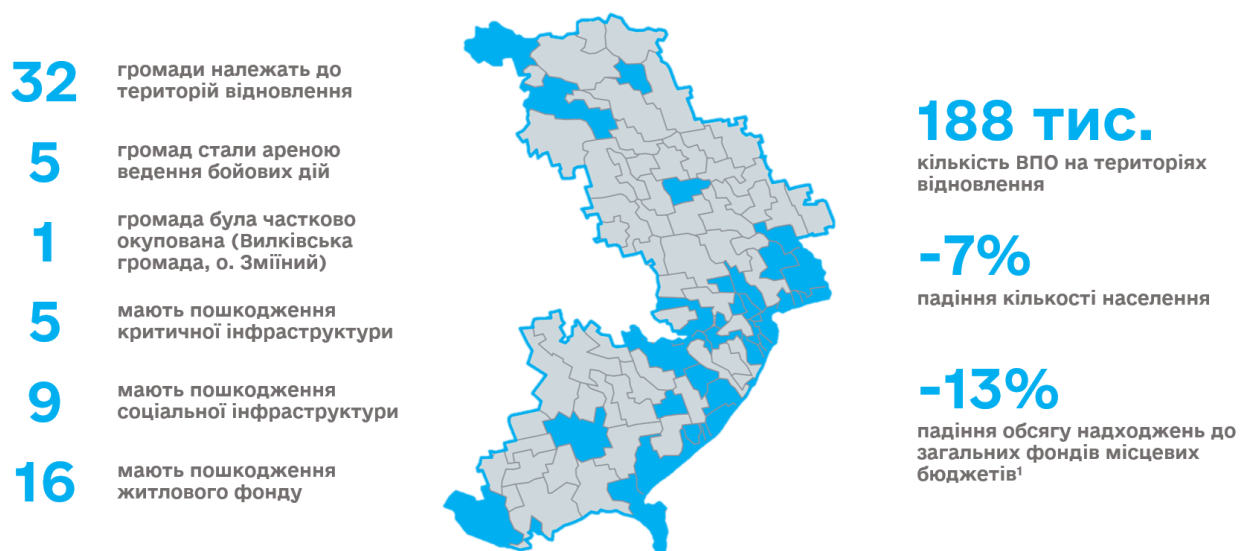 32
громади належать до
територій відновлення
5
громад стали ареною
ведення бойових дій
1
громада була частково
окупована (Вилківська
громада, о. Зміїний)
5
мають пошкодження
критичної інфраструктури
9
мають пошкодження
соціальної інфраструктури
16
мають пошкодження
житлового фонду
188 тис.
кількість ВПО на територіях
відновлення
-7%
падіння кількості населення
-13%
падіння обсягу надходжень до
загальних фондів місцевих
бюджетів¹